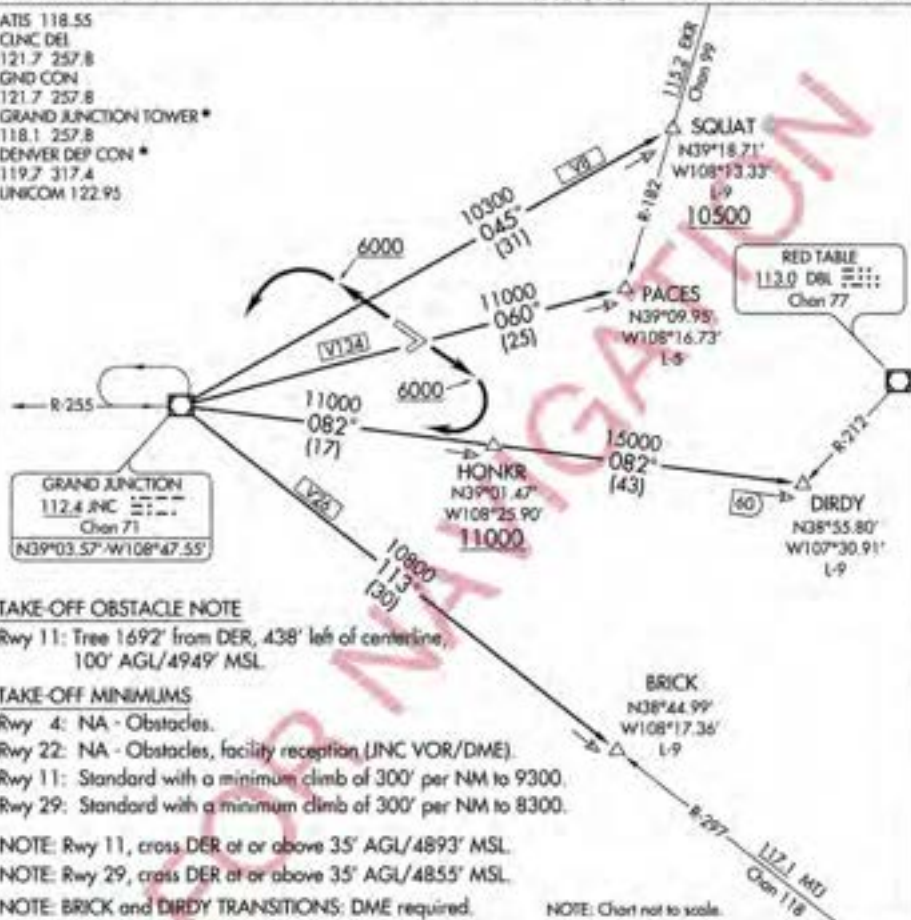 ATIS 118.55
CLNC DEL
121.7 257.8
GND CON
121.7 257.8
GRAND JUNCTION TOWER*
118.1 257.8
DENVER DEP CON*
119.7 317.4
UNICOM 122.95
115.2 EKR
Chan 99
SQUAT
N39°18.71'
W108°13.33'
L-9
10500
R-182
V8
10300
045°
(31)
6000
11000
060°
(25)
PACES
N39°09.95'
W108°16.73'
RED TABLE
113.0 DBL
Chan 77
V134
6000
R-255
11000
082°
(17)
HONKR
N39°01.47'
W108°25.90'
11000
15000
082°
(43)
R-212
60
DIRDY
N38°55.80'
W107°30.91'
L-9
GRAND JUNCTION
112.4 JNC
Chan 71
N39°03.57'-W108°47.55'
V26
10800
113°
(30)
BRICK
N38°44.99'
W108°17.36'
L-9
R-297
117.1 MTJ
Chan 118
TAKE-OFF OBSTACLE NOTE
Rwy 11: Tree 1692' from DER, 438' left of centerline,
100' AGL/4949' MSL.
TAKE-OFF MINIMUMS
Rwy 4: NA - Obstacles.
Rwy 22: NA - Obstacles, facility reception (JNC VOR/DME).
Rwy 11: Standard with a minimum climb of 300' per NM to 9300.
Rwy 29: Standard with a minimum climb of 300' per NM to 8300.
NOTE: Rwy 11, cross DER at or above 35' AGL/4893' MSL.
NOTE: Rwy 29, cross DER at or above 35' AGL/4855' MSL.
NOTE: BRICK and DIRDY TRANSITIONS: DME required.
NOTE: Chart not to scale.
FOR NAVIGATION